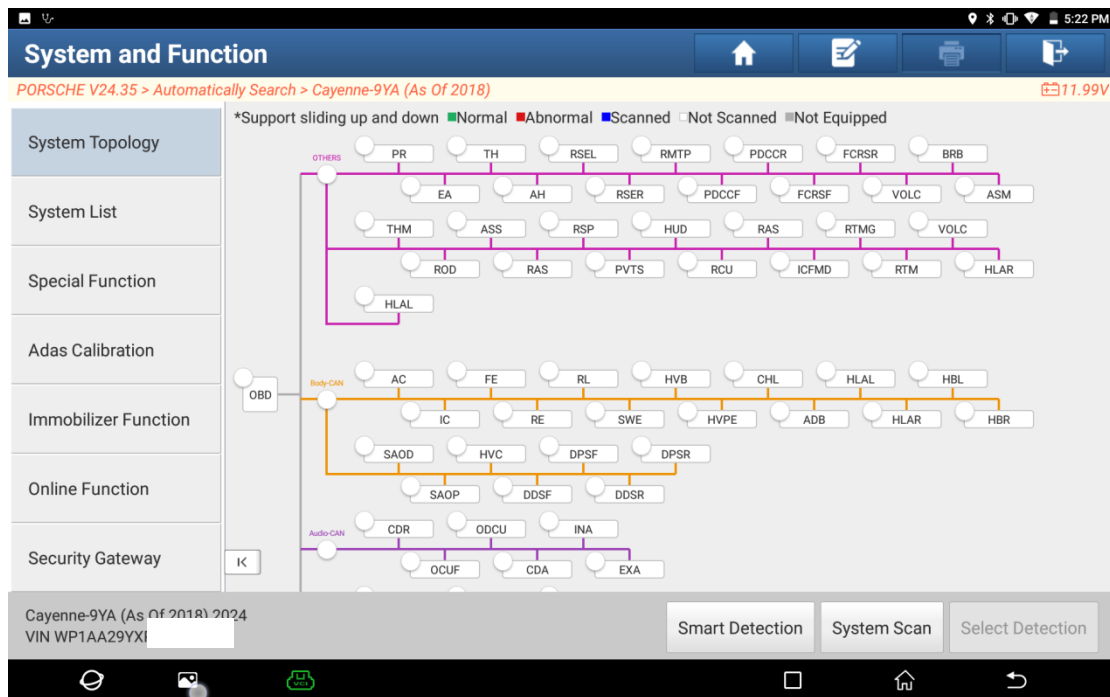 5:22 PM
System and Function
PORSCHE V24.35 > Automatically Search > Cayenne-9YA (As Of 2018)
11.99V
System Topology
System List
Special Function
Adas Calibration
Immobilizer Function
Online Function
Security Gateway
*Support sliding up and down Normal Abnormal Scanned Not Scanned Not Equipped
OTHERS
PR TH RSEL RMTP PDCCR FCRSR BRB
EA AH RSER PDCCF FCRSF VOLC ASM
THM ASS RSP HUD RAS RTMG VOLC
ROD RAS PVTS RCU ICFMD RTM HLAR
HLAL
OBD
Body-CAN
AC FE RL HVB CHL HLAL HBL
IC RE SWE HVPE ADB HLAR HBR
SAOD HVC DPSF DPSR
SAOP DDSF DDSR
Audio-CAN
CDR ODCU INA
OCUF CDA EXA
Cayenne-9YA (As Of 2018) 2024
VIN WP1AA29YX
Smart Detection System Scan Select Detection
VCI